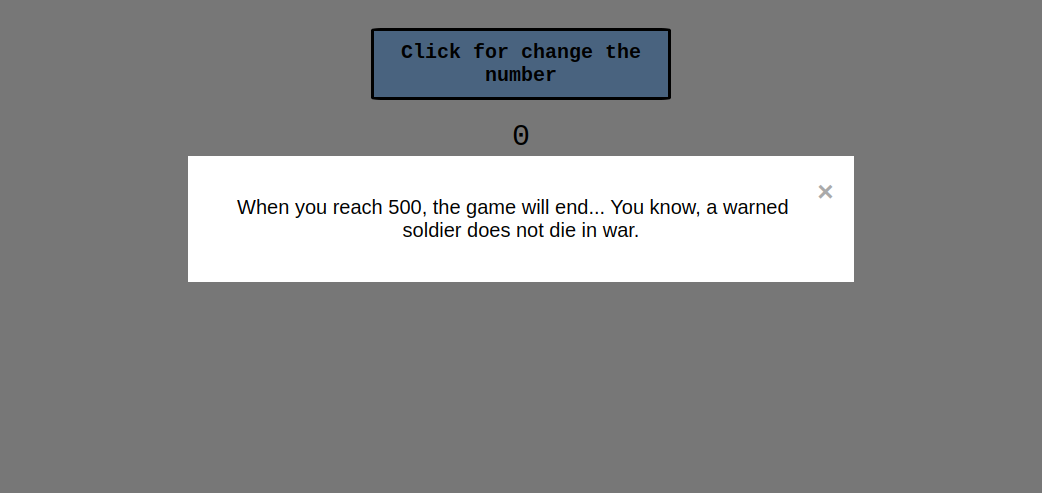 Click for change the
number
0
×
When you reach 500, the game will end... You know, a warned
soldier does not die in war.